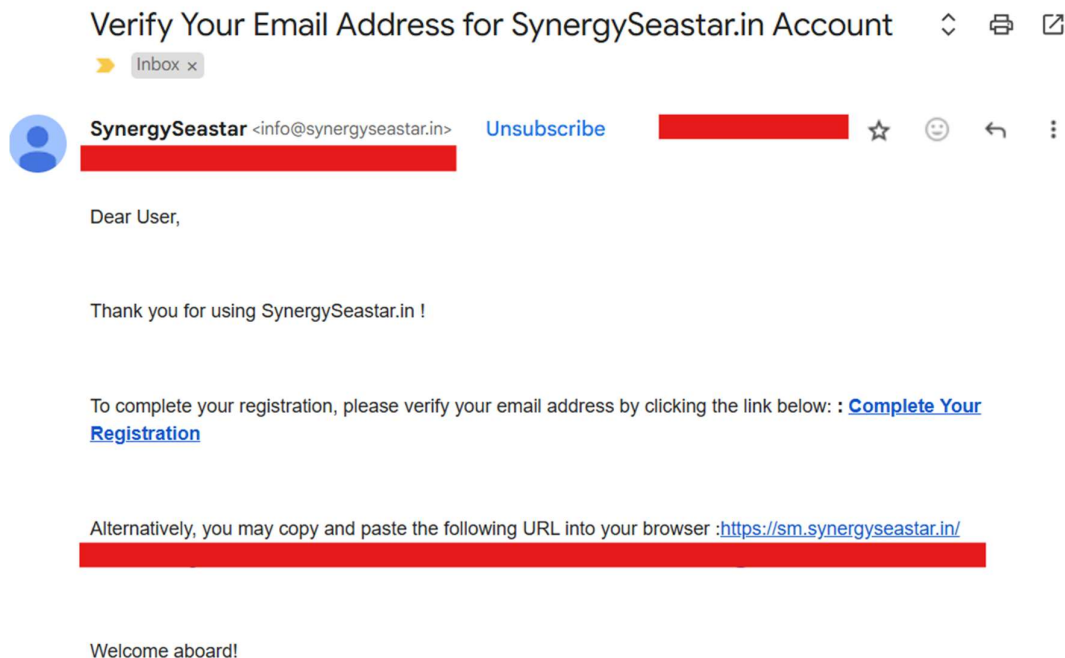 Verify Your Email Address for SynergySeastar.in Account
Inbox ×
SynergySeastar <info@synergyseastar.in> Unsubscribe
Dear User,
Thank you for using SynergySeastar.in !
To complete your registration, please verify your email address by clicking the link below: : Complete Your
Registration
Alternatively, you may copy and paste the following URL into your browser :https://sm.synergyseastar.in/
Welcome aboard!